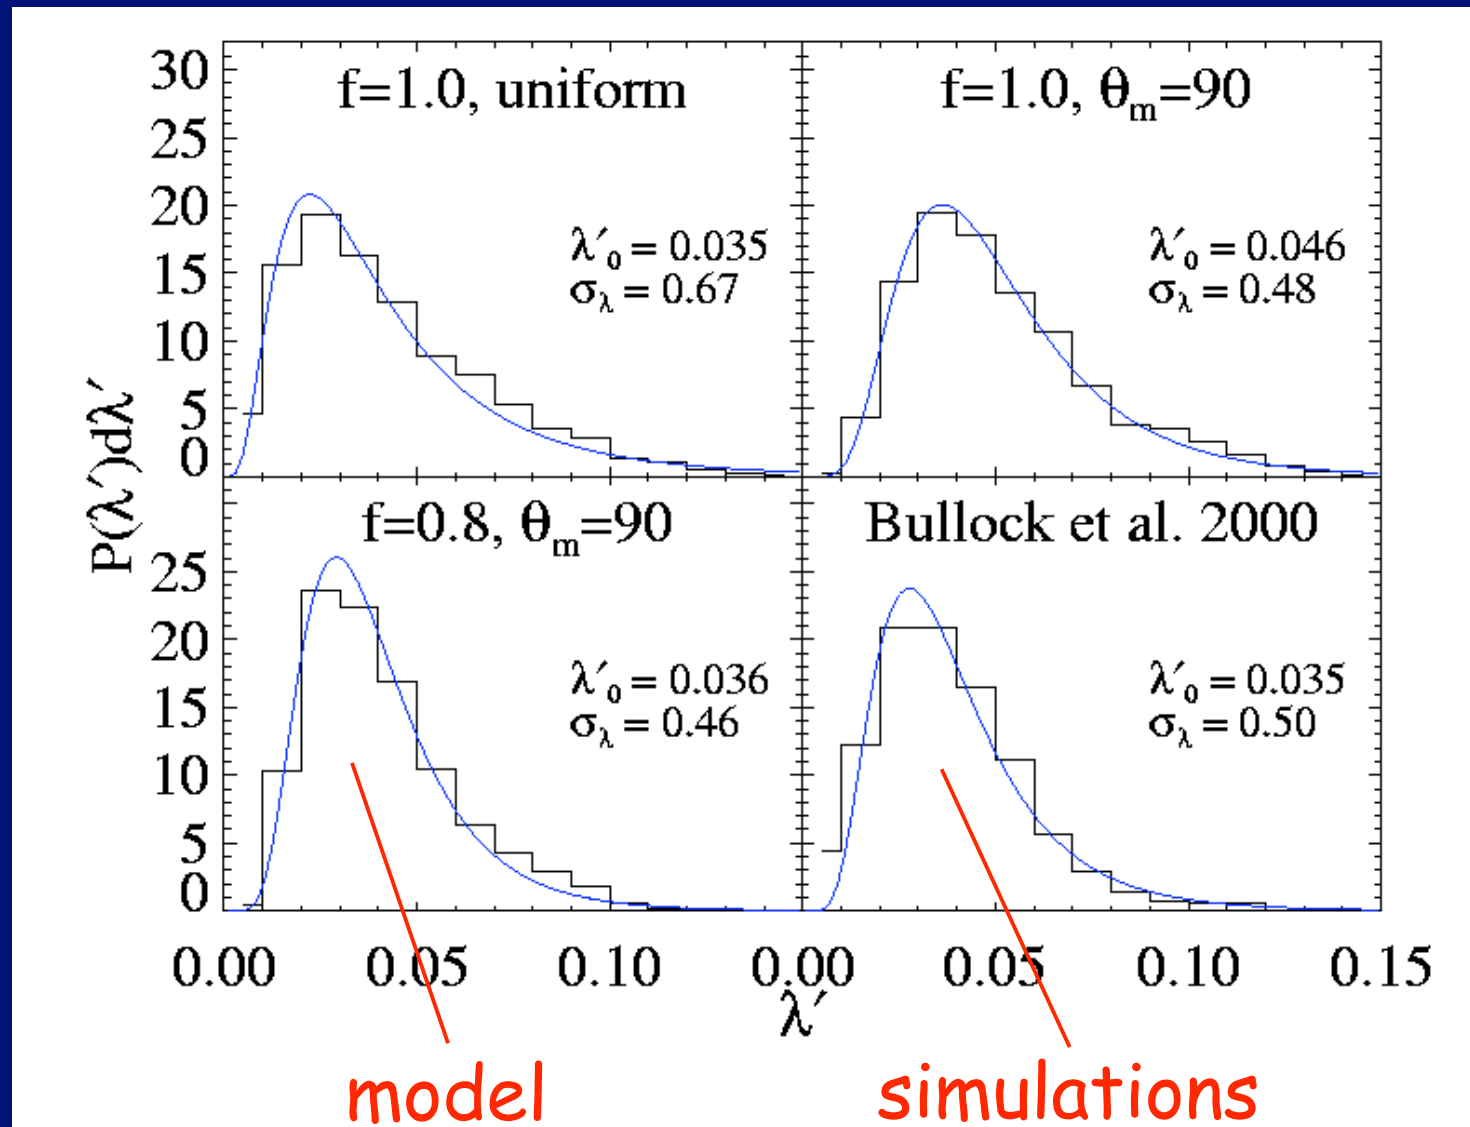 f=1.0, uniform
f=1.0, θm=90
30
25
20
15
10
5
0
λ′0 = 0.035
σλ = 0.67
λ′0 = 0.046
σλ = 0.48
P(λ′)dλ′
f=0.8, θm=90
Bullock et al. 2000
25
20
15
10
5
0
λ′0 = 0.036
σλ = 0.46
λ′0 = 0.035
σλ = 0.50
0.00 0.05 0.10 0.00 0.05 0.10 0.15
λ′
model simulations